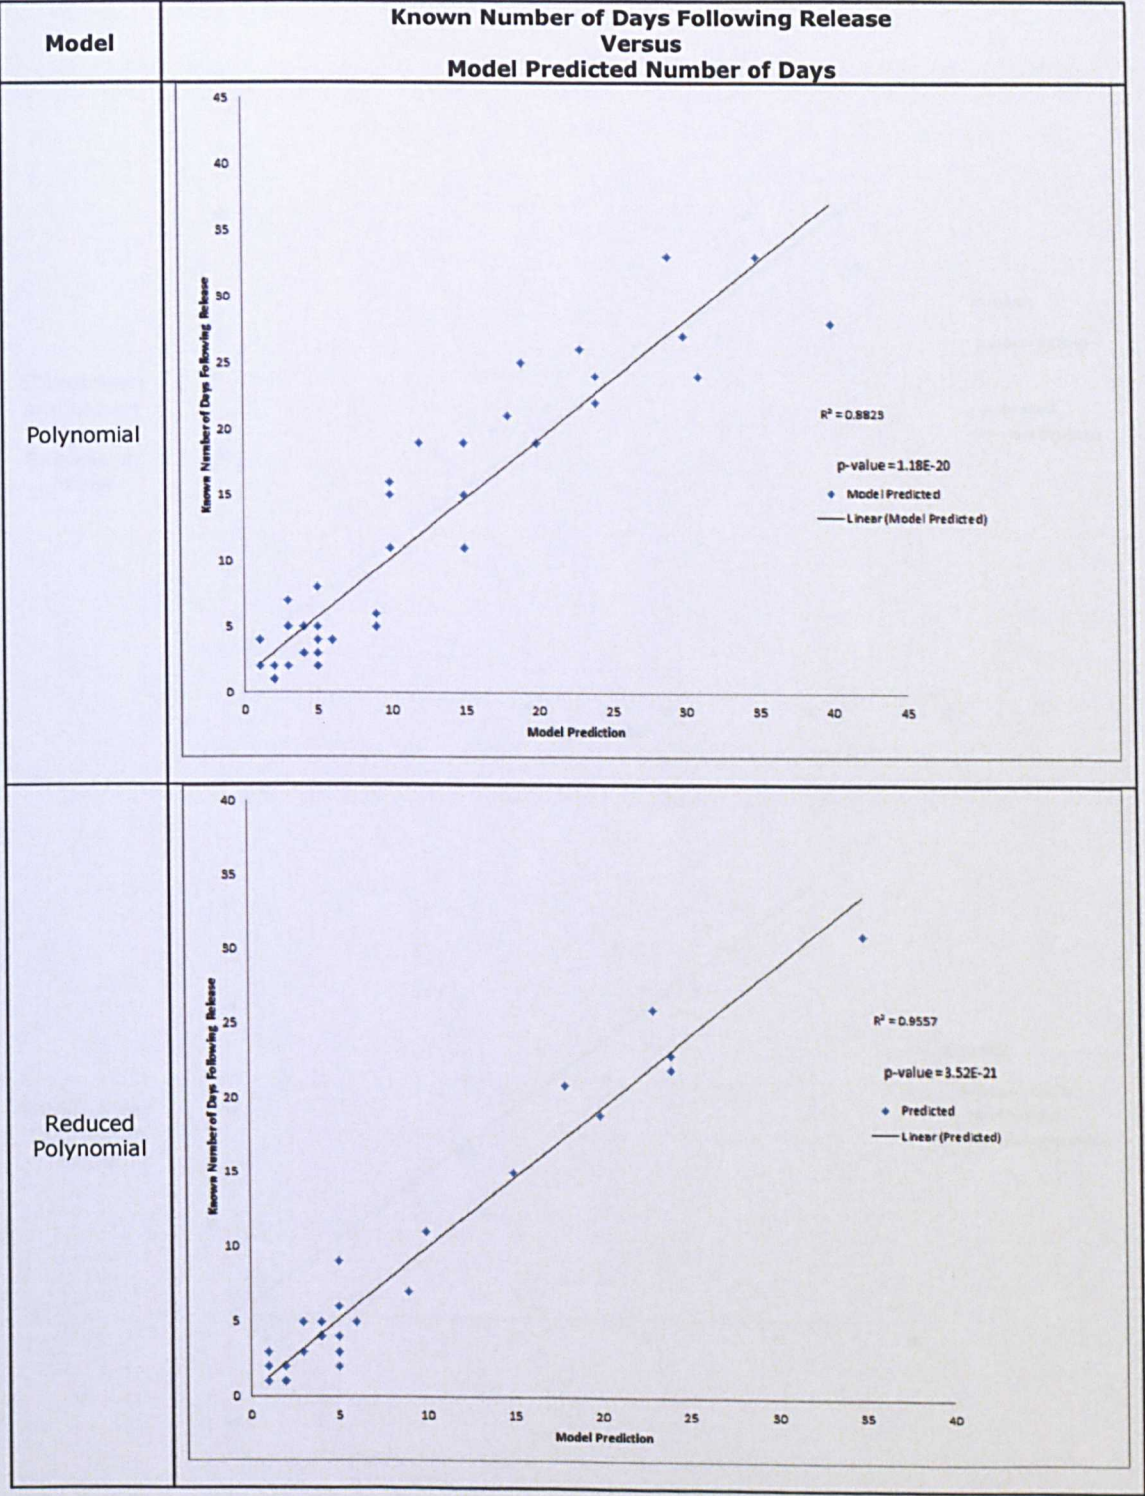 Model
Known Number of Days Following Release
Versus
Model Predicted Number of Days
Polynomial
45
40
35
30
25
20
15
10
5
0
Known Number of Days Following Release
0 5 10 15 20 25 30 35 40 45
Model Prediction
R² = 0.8823
p-value = 1.18E-20
Model Predicted
Linear (Model Predicted)
Reduced
Polynomial
40
35
30
25
20
15
10
5
0
Known Number of Days Following Release
0 5 10 15 20 25 30 35 40
Model Prediction
R² = 0.9557
p-value = 3.52E-21
Predicted
Linear (Predicted)